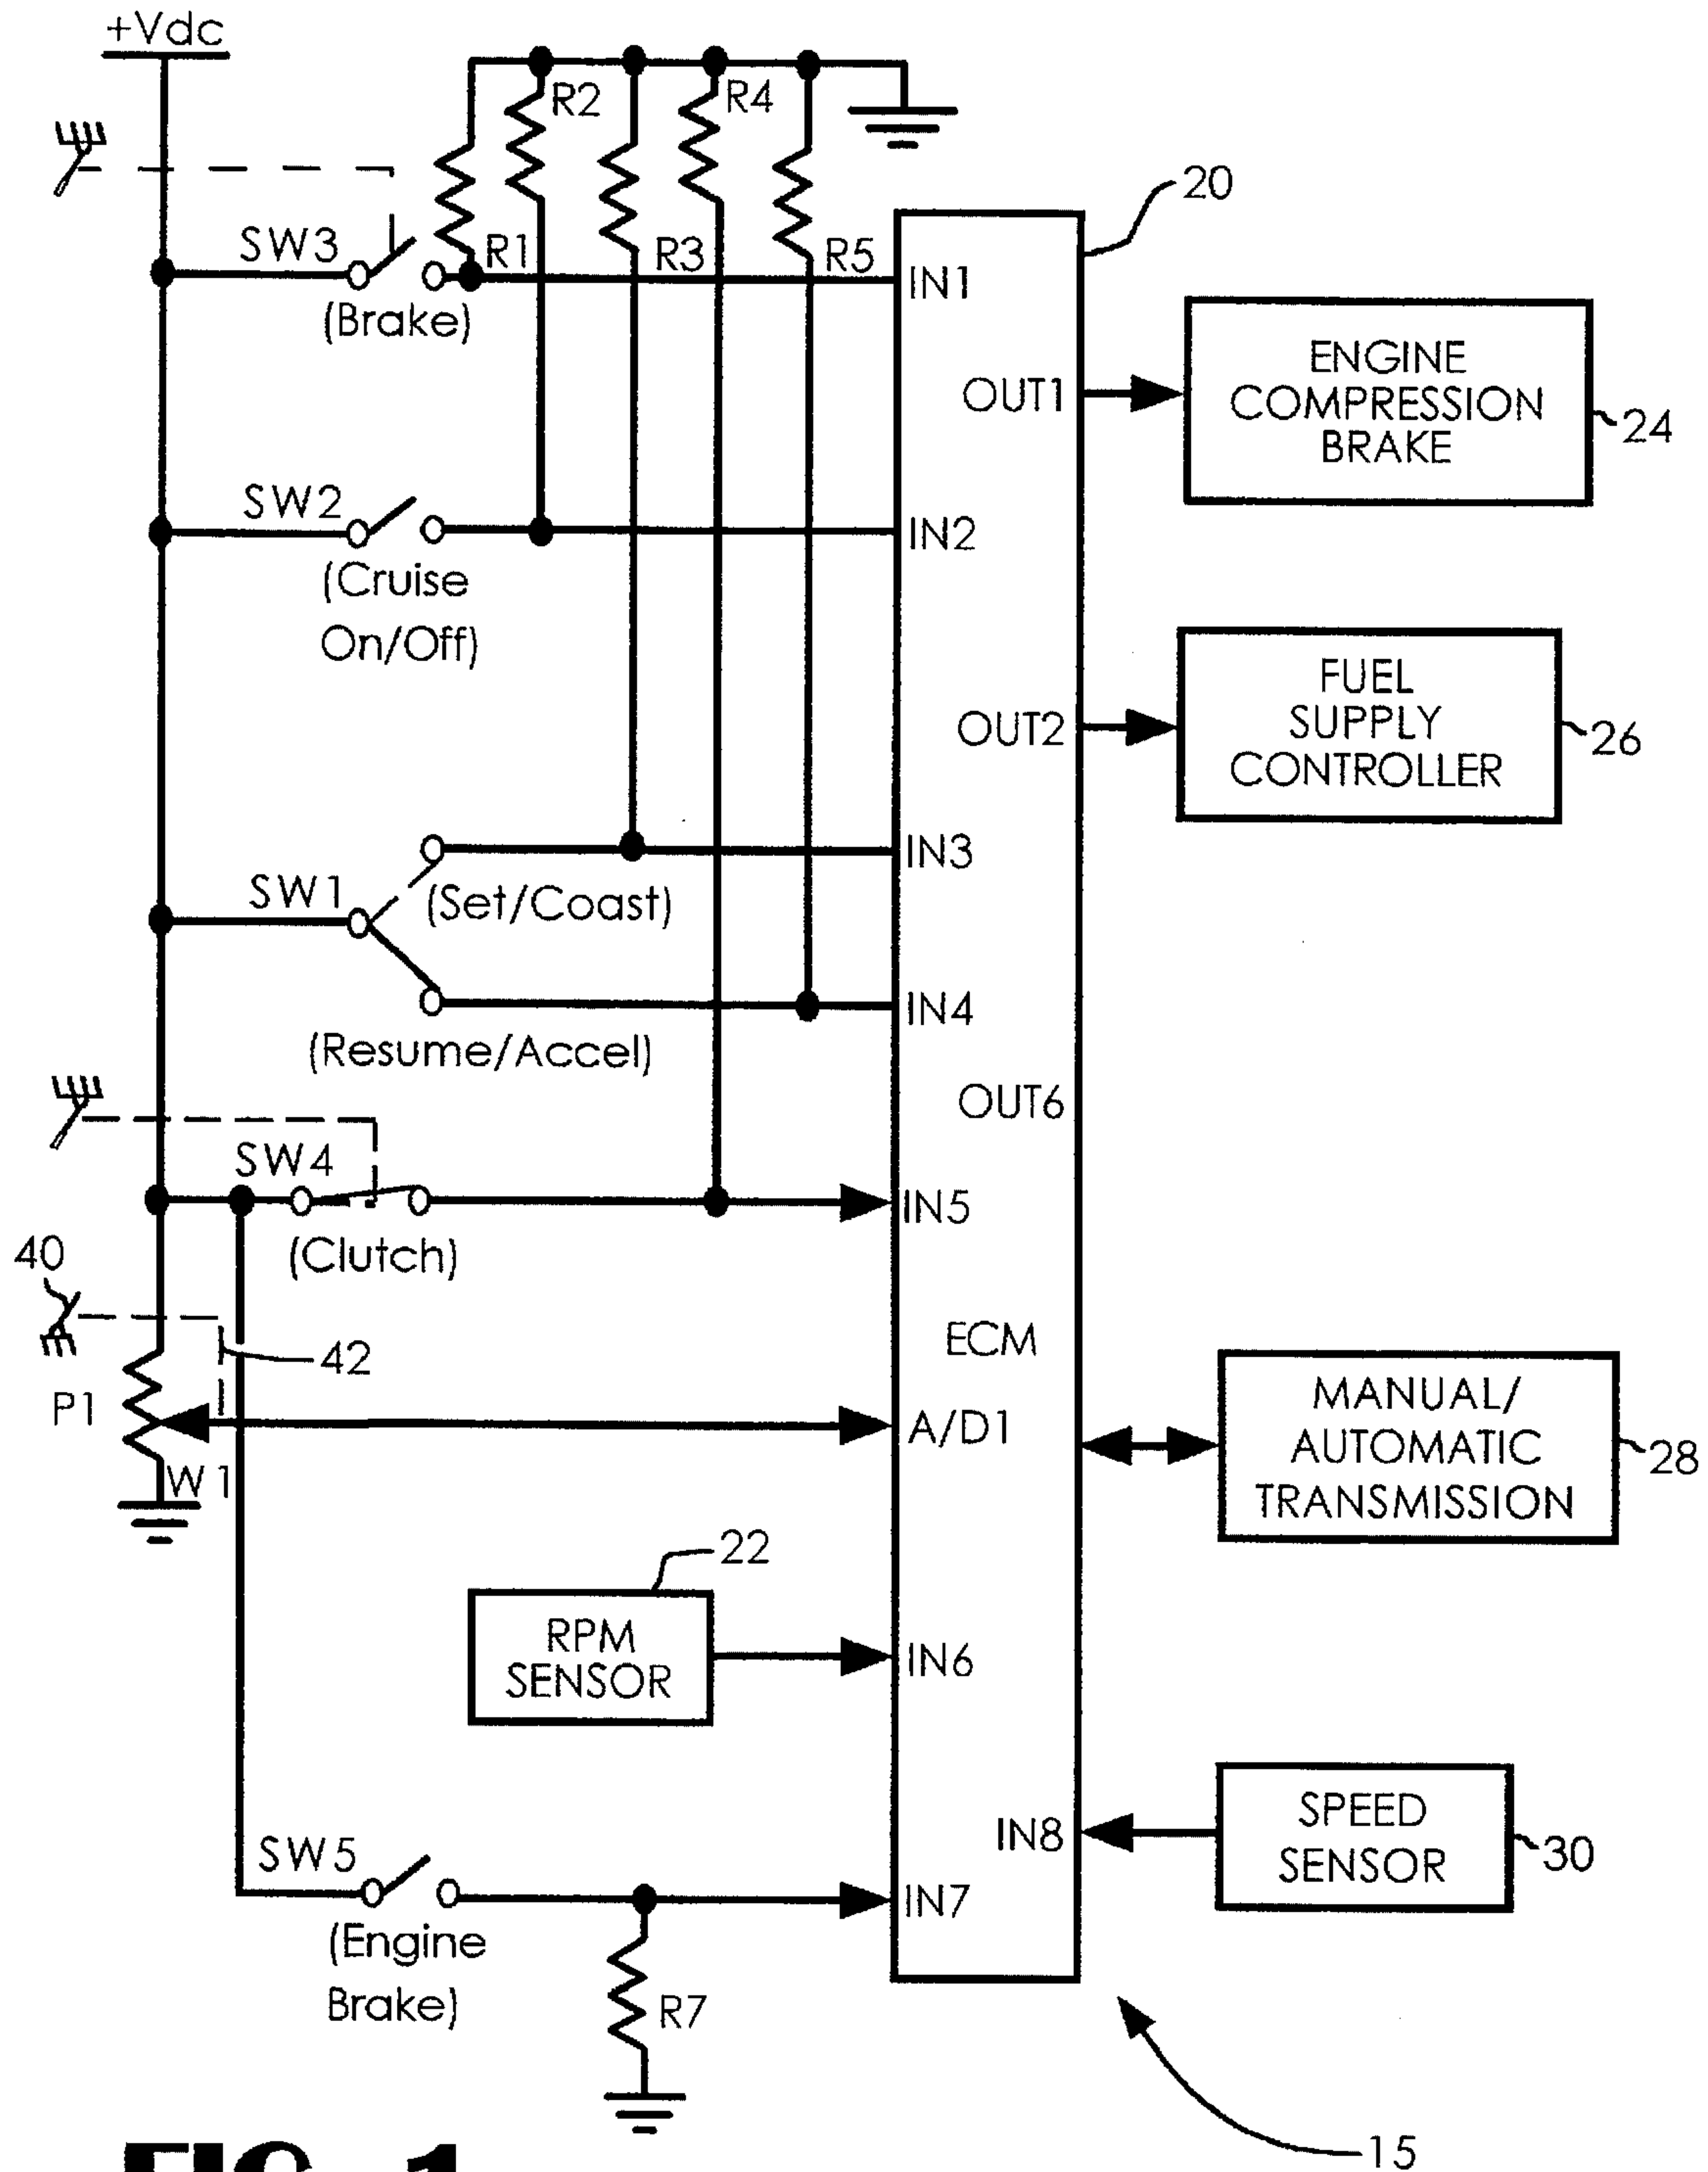 +Vdc
R2
R4
20
SW3
R1
R3
R5
IN1
(Brake)
OUT1
ENGINE
COMPRESSION
BRAKE
24
SW2
IN2
(Cruise
On/Off)
OUT2
FUEL
SUPPLY
CONTROLLER
26
IN3
SW1
(Set/Coast)
IN4
(Resume/Accel)
OUT6
SW4
IN5
(Clutch)
40
ECM
42
P1
A/D1
MANUAL/
AUTOMATIC
TRANSMISSION
28
W1
22
RPM
SENSOR
IN6
SPEED
SENSOR
IN8
30
SW5
IN7
(Engine
Brake)
R7
15
FIG. 1